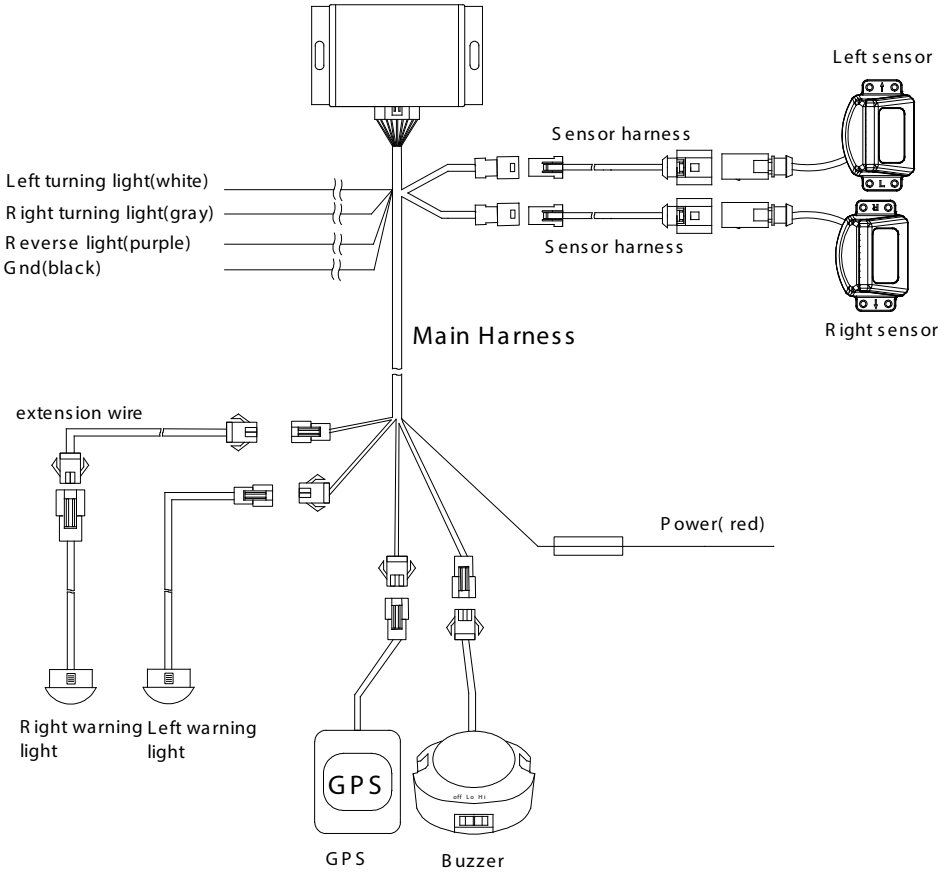 Left sensor
Sensor harness
Left turning light(white)
L
Right turning light(gray)
R
Reverse light(purple)
Sensor harness
Gnd(black)
Right sensor
Main Harness
extension wire
Power( red)
Right warning
light
Left warning
light
GPS
off Lo Hi
GPS
Buzzer